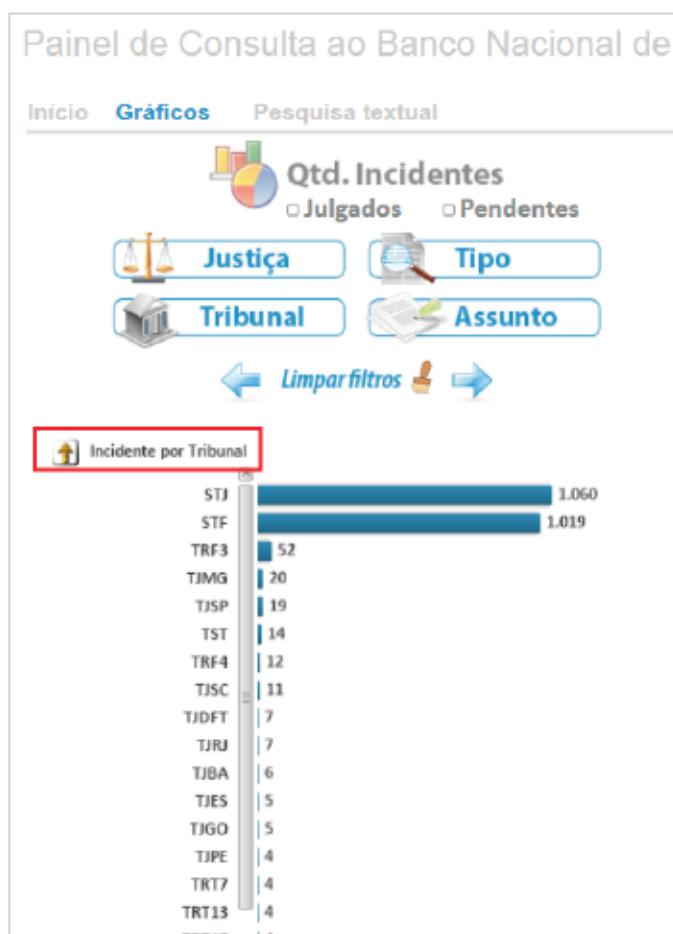 Painel de Consulta ao Banco Nacional de
Início Gráficos Pesquisa textual
Qtd. Incidentes
Julgados Pendentes
Justiça Tipo
Tribunal Assunto
Limpar filtros
Incidente por Tribunal
STJ 1.060
STF 1.019
TRF3 52
TJMG 20
TJSP 19
TST 14
TRF4 12
TJSC 11
TJDFT 7
TJRJ 7
TJBA 6
TJES 5
TJGO 5
TJPE 4
TRT7 4
TRT13 4